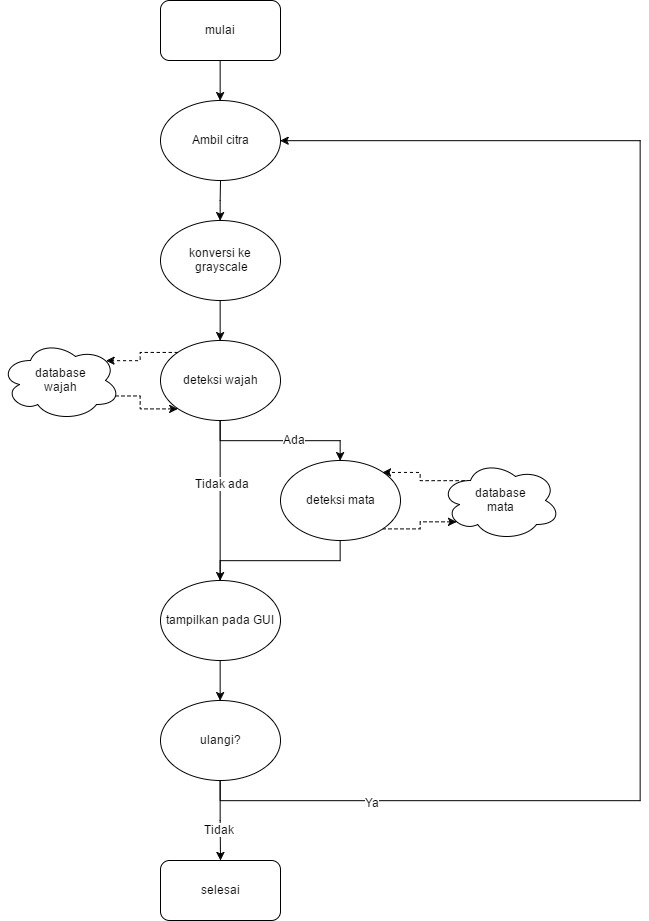 mulai
Ambil citra
konversi ke
grayscale
database
wajah
deteksi wajah
Ada
Tidak ada
deteksi mata
database
mata
tampilkan pada GUI
ulangi?
Ya
Tidak
selesai